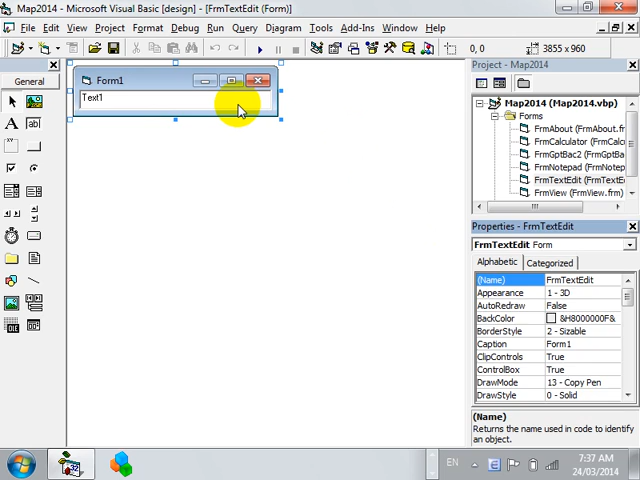 Map2014 - Microsoft Visual Basic [design] - [FrmTextEdit (Form)]
File Edit View Project Format Debug Run Query Diagram Tools Add-Ins Window Help
0, 0 3855 x 960
General
Form1
Text1
Project - Map2014
Map2014 (Map2014.vbp)
Forms
FrmAbout (FrmAbout.fr
FrmCalculator (FrmCalc
FrmGptBac2 (FrmGptB
FrmNotepad (FrmNotep
FrmTextEdit (FrmTextE
FrmView (FrmView.frm)
Properties - FrmTextEdit
FrmTextEdit Form
Alphabetic Categorized
(Name) FrmTextEdit
Appearance 1 - 3D
AutoRedraw False
BackColor &H8000000F&
BorderStyle 2 - Sizable
Caption Form1
ClipControls True
ControlBox True
DrawMode 13 - Copy Pen
DrawStyle 0 - Solid
(Name)
Returns the name used in code to identify
an object.
EN
7:37 AM
24/03/2014